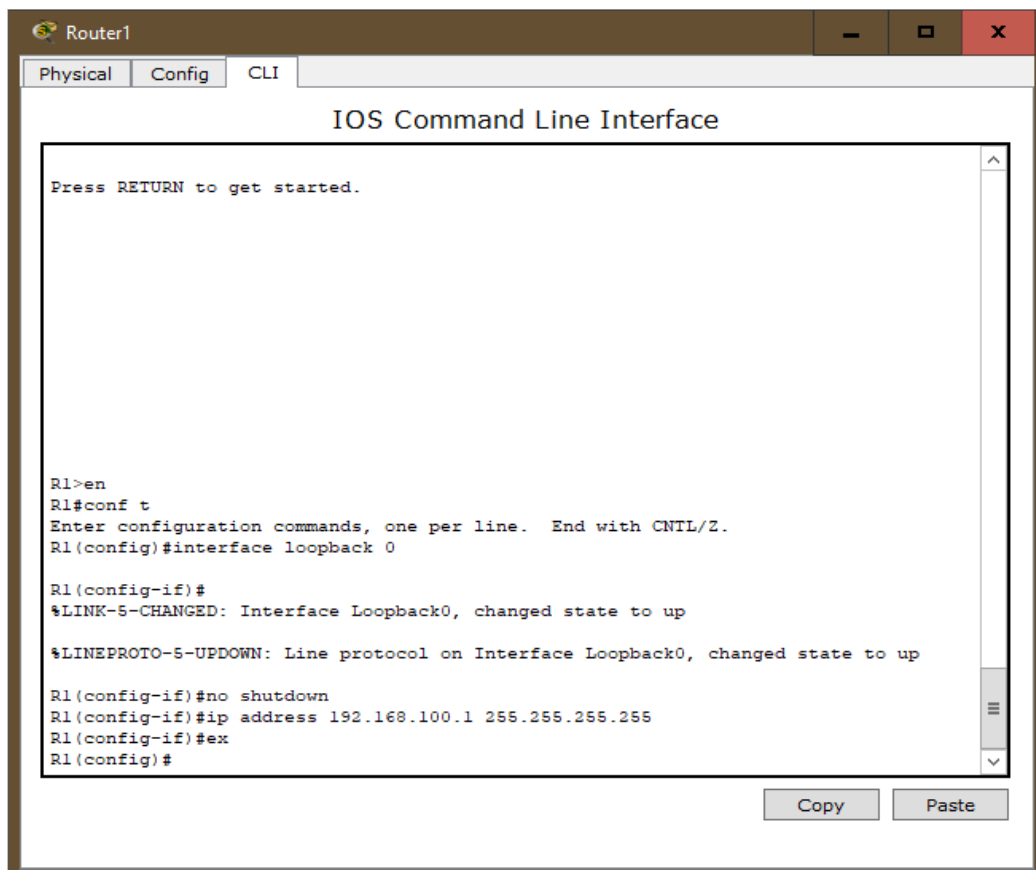 Router1
Physical Config CLI
IOS Command Line Interface
Press RETURN to get started.
R1>en
R1#conf t
Enter configuration commands, one per line.  End with CNTL/Z.
R1(config)#interface loopback 0
R1(config-if)#
%LINK-5-CHANGED: Interface Loopback0, changed state to up
%LINEPROTO-5-UPDOWN: Line protocol on Interface Loopback0, changed state to up
R1(config-if)#no shutdown
R1(config-if)#ip address 192.168.100.1 255.255.255.255
R1(config-if)#ex
R1(config)#
Copy Paste